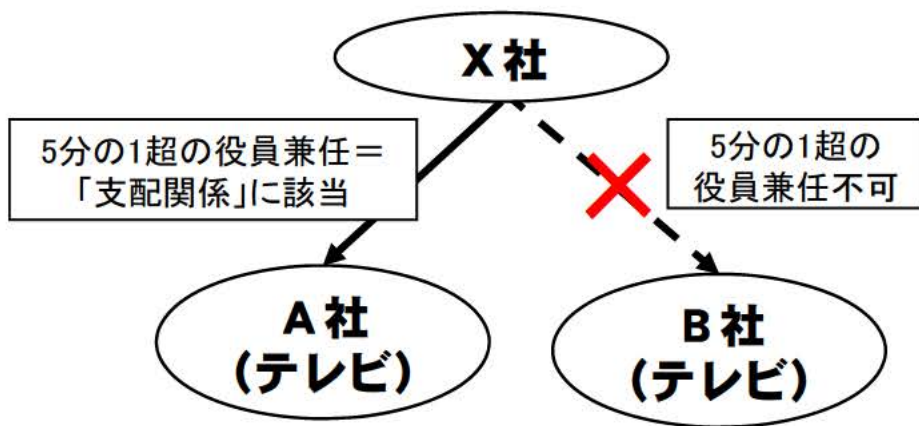 X社
5分の1超の役員兼任＝
「支配関係」に該当
5分の1超の
役員兼任不可
A社
(テレビ)
B社
(テレビ)